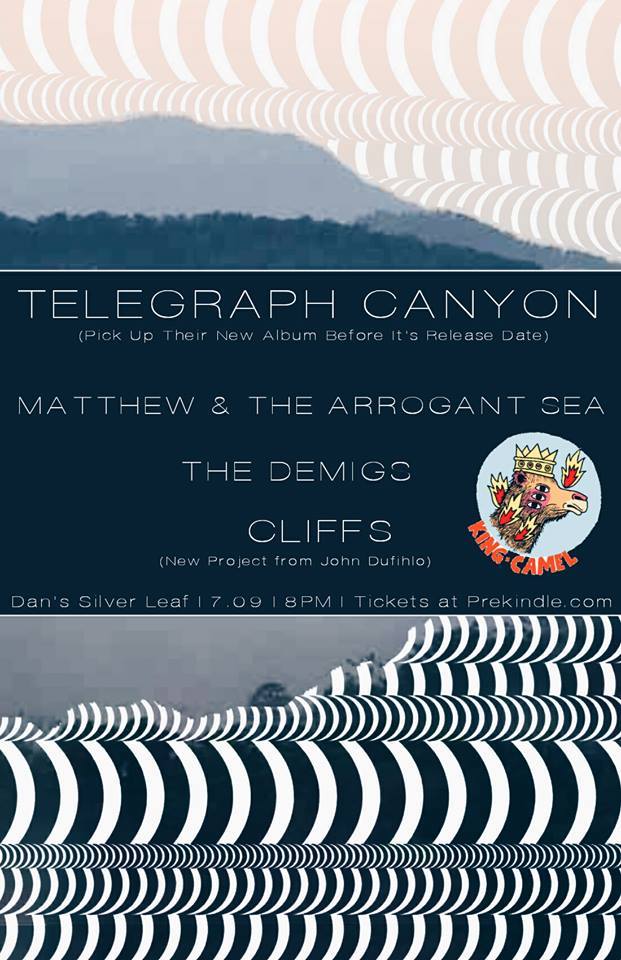 TELEGRAPH CANYON
(Pick Up Their New Album Before It's Release Date)
MATTHEW & THE ARROGANT SEA
THE DEMIGS
CLIFFS
(New Project from John Dufihlo)
KING·CAMEL
Dan's Silver Leaf | 7.09 | 8PM | Tickets at Prekindle.com